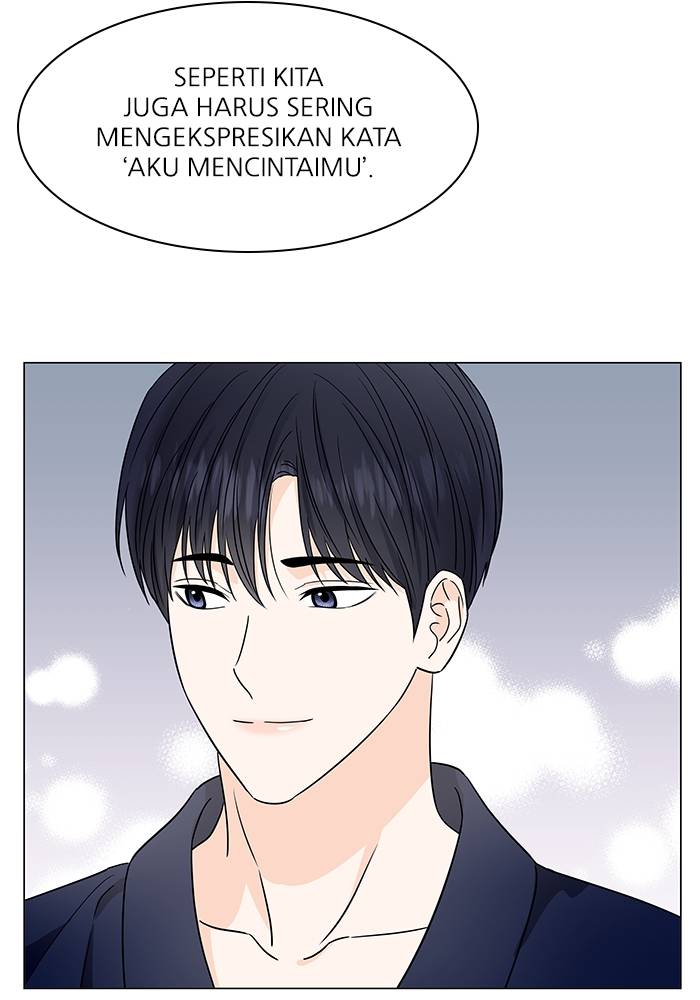 SEPERTI KITA
JUGA HARUS SERING
MENGEKSPRESIKAN KATA
‘AKU MENCINTAIMU’.